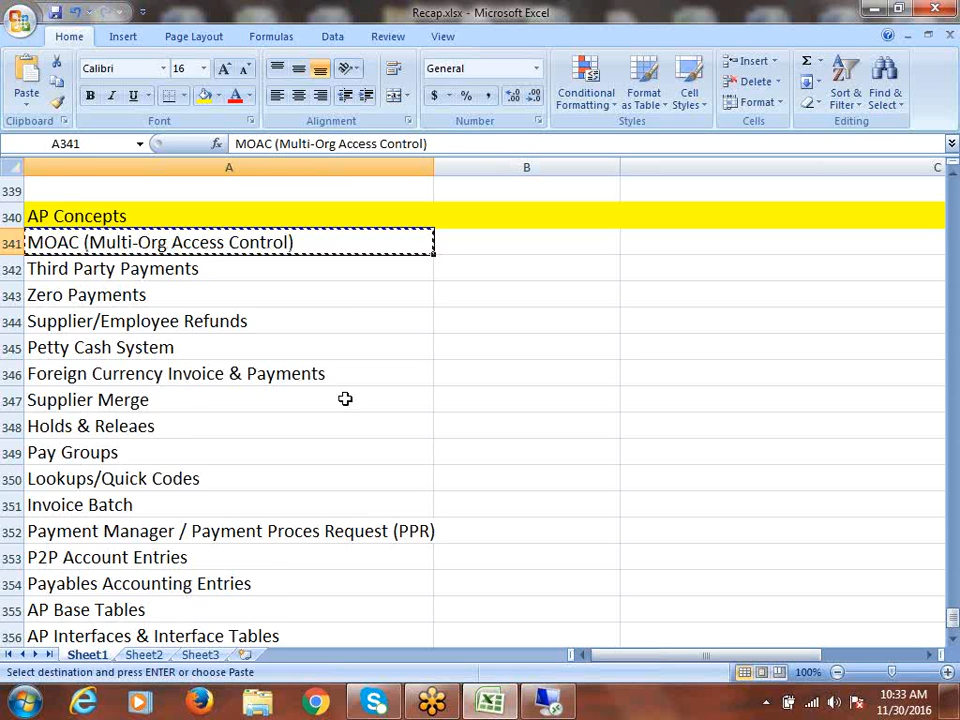 Recap.xlsx - Microsoft Excel
Home Insert Page Layout Formulas Data Review View
Paste
Clipboard
Calibri 16
B I U
Font
Alignment
General
$ % ,
Number
Conditional Formatting
Format as Table
Cell Styles
Styles
Insert
Delete
Format
Cells
Sort & Filter
Find & Select
Editing
A341 fx MOAC (Multi-Org Access Control)
A B C
339
340 AP Concepts
341 MOAC (Multi-Org Access Control)
342 Third Party Payments
343 Zero Payments
344 Supplier/Employee Refunds
345 Petty Cash System
346 Foreign Currency Invoice & Payments
347 Supplier Merge
348 Holds & Releaes
349 Pay Groups
350 Lookups/Quick Codes
351 Invoice Batch
352 Payment Manager / Payment Proces Request (PPR)
353 P2P Account Entries
354 Payables Accounting Entries
355 AP Base Tables
356 AP Interfaces & Interface Tables
Sheet1 Sheet2 Sheet3
Select destination and press ENTER or choose Paste
100%
10:33 AM
11/30/2016